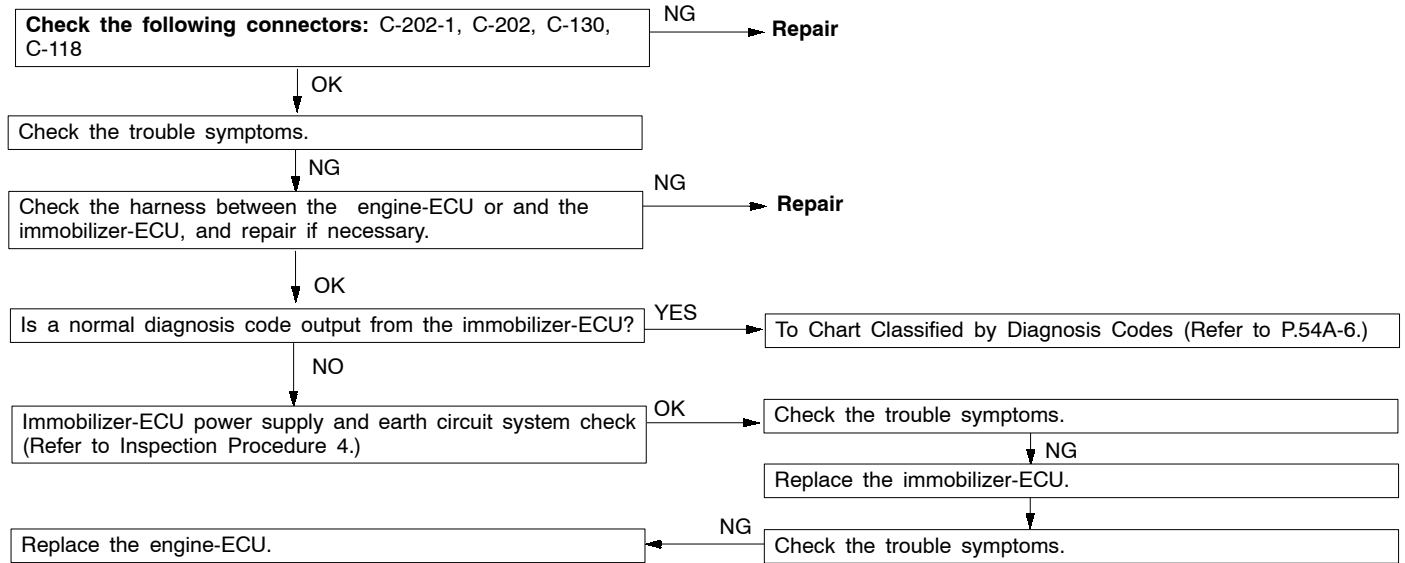 Check the following connectors: C-202-1, C-202, C-130,
C-118
NG
Repair
OK
Check the trouble symptoms.
NG
Check the harness between the engine-ECU or and the
immobilizer-ECU, and repair if necessary.
NG
Repair
OK
Is a normal diagnosis code output from the immobilizer-ECU?
YES
To Chart Classified by Diagnosis Codes (Refer to P.54A-6.)
NO
Immobilizer-ECU power supply and earth circuit system check
(Refer to Inspection Procedure 4.)
OK
Check the trouble symptoms.
NG
Replace the immobilizer-ECU.
Check the trouble symptoms.
NG
Replace the engine-ECU.